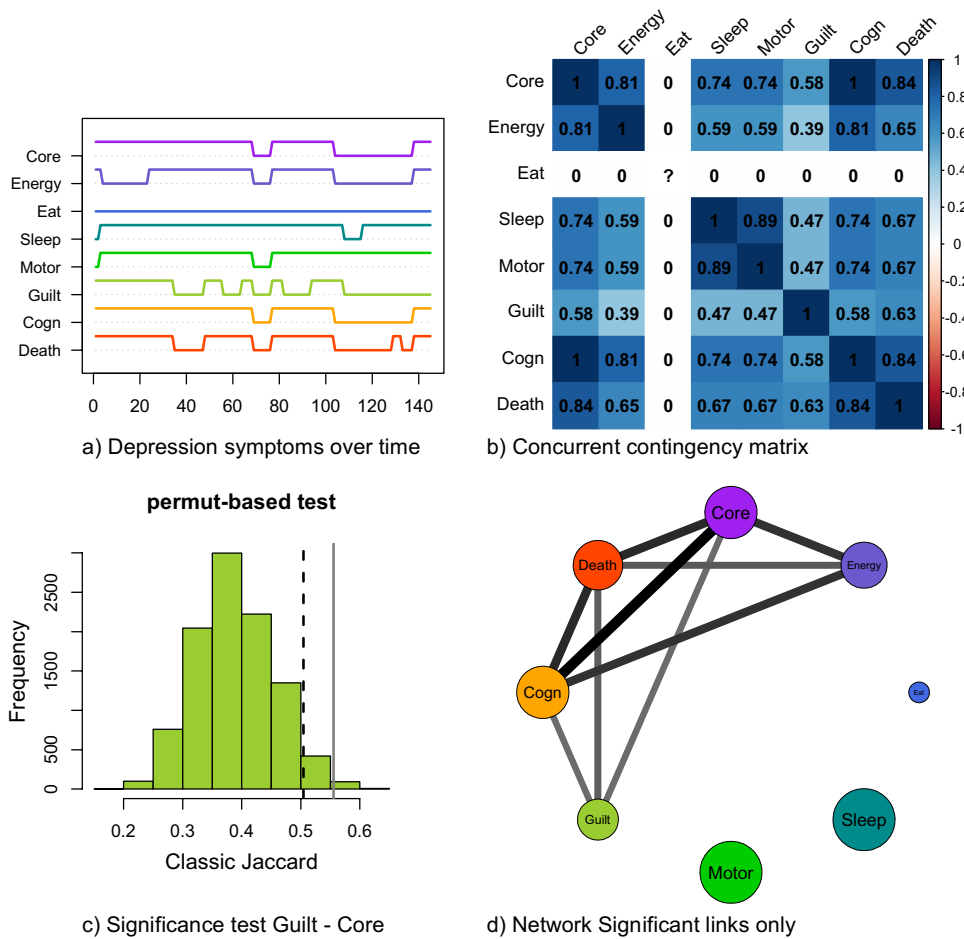 Core
Energy
Eat
Sleep
Motor
Guilt
Cogn
Death
0 20 40 60 80 100 120 140
a) Depression symptoms over time
Core Energy Eat Sleep Motor Guilt Cogn Death
Core 1 0.81 0 0.74 0.74 0.58 1 0.84
Energy 0.81 1 0 0.59 0.59 0.39 0.81 0.65
Eat 0 0 ? 0 0 0 0 0
Sleep 0.74 0.59 0 1 0.89 0.47 0.74 0.67
Motor 0.74 0.59 0 0.89 1 0.47 0.74 0.67
Guilt 0.58 0.39 0 0.47 0.47 1 0.58 0.63
Cogn 1 0.81 0 0.74 0.74 0.58 1 0.84
Death 0.84 0.65 0 0.67 0.67 0.63 0.84 1
1
0.8
0.6
0.4
0.2
0
-0.2
-0.4
-0.6
-0.8
-1
b) Concurrent contingency matrix
permut-based test
Frequency
2500
1500
500
0
0.2 0.3 0.4 0.5 0.6
Classic Jaccard
c) Significance test Guilt - Core
Core
Death
Energy
Cogn
Eat
Guilt
Sleep
Motor
d) Network Significant links only